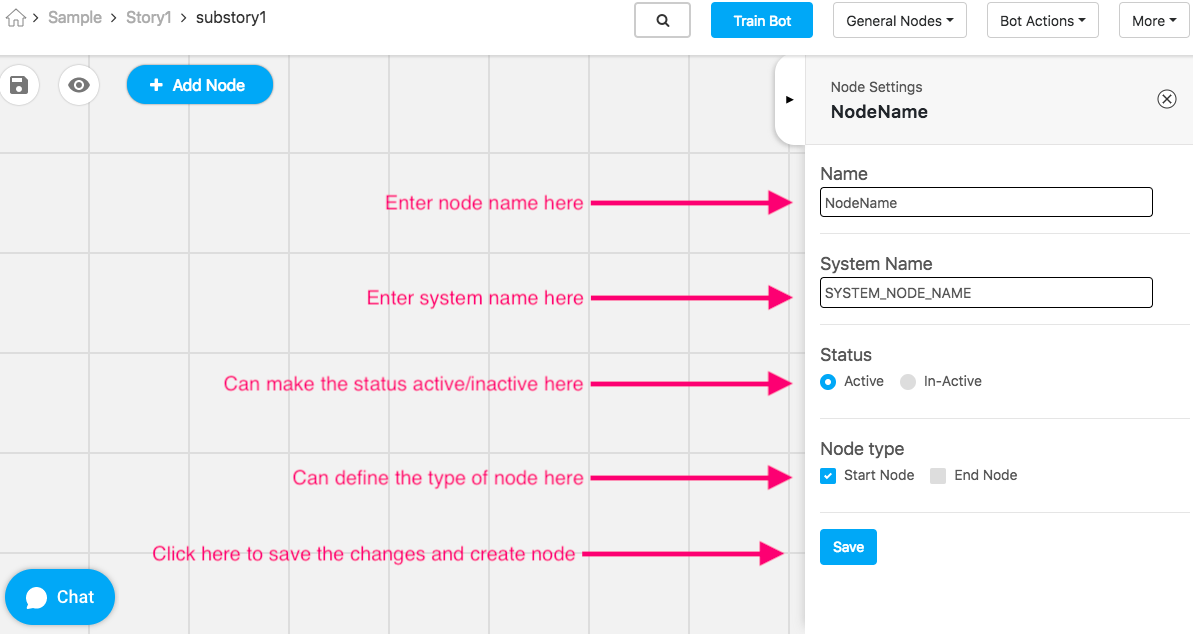 Sample > Story1 > substory1
Train Bot
General Nodes
Bot Actions
More
Add Node
Node Settings
NodeName
Enter node name here
Name
NodeName
Enter system name here
System Name
SYSTEM_NODE_NAME
Can make the status active/inactive here
Status
Active In-Active
Can define the type of node here
Node type
Start Node End Node
Click here to save the changes and create node
Save
Chat